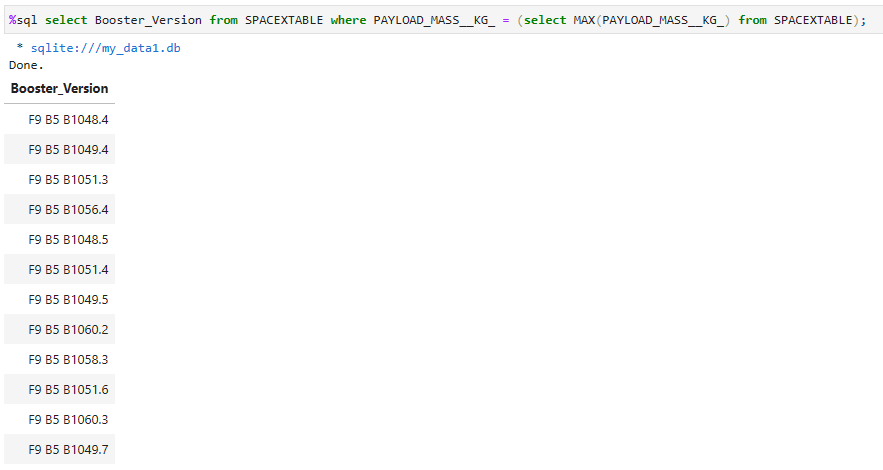 %sql select Booster_Version from SPACEXTABLE where PAYLOAD_MASS__KG_ = (select MAX(PAYLOAD_MASS__KG_) from SPACEXTABLE);
* sqlite:///my_data1.db
Done.
Booster_Version
F9 B5 B1048.4
F9 B5 B1049.4
F9 B5 B1051.3
F9 B5 B1056.4
F9 B5 B1048.5
F9 B5 B1051.4
F9 B5 B1049.5
F9 B5 B1060.2
F9 B5 B1058.3
F9 B5 B1051.6
F9 B5 B1060.3
F9 B5 B1049.7